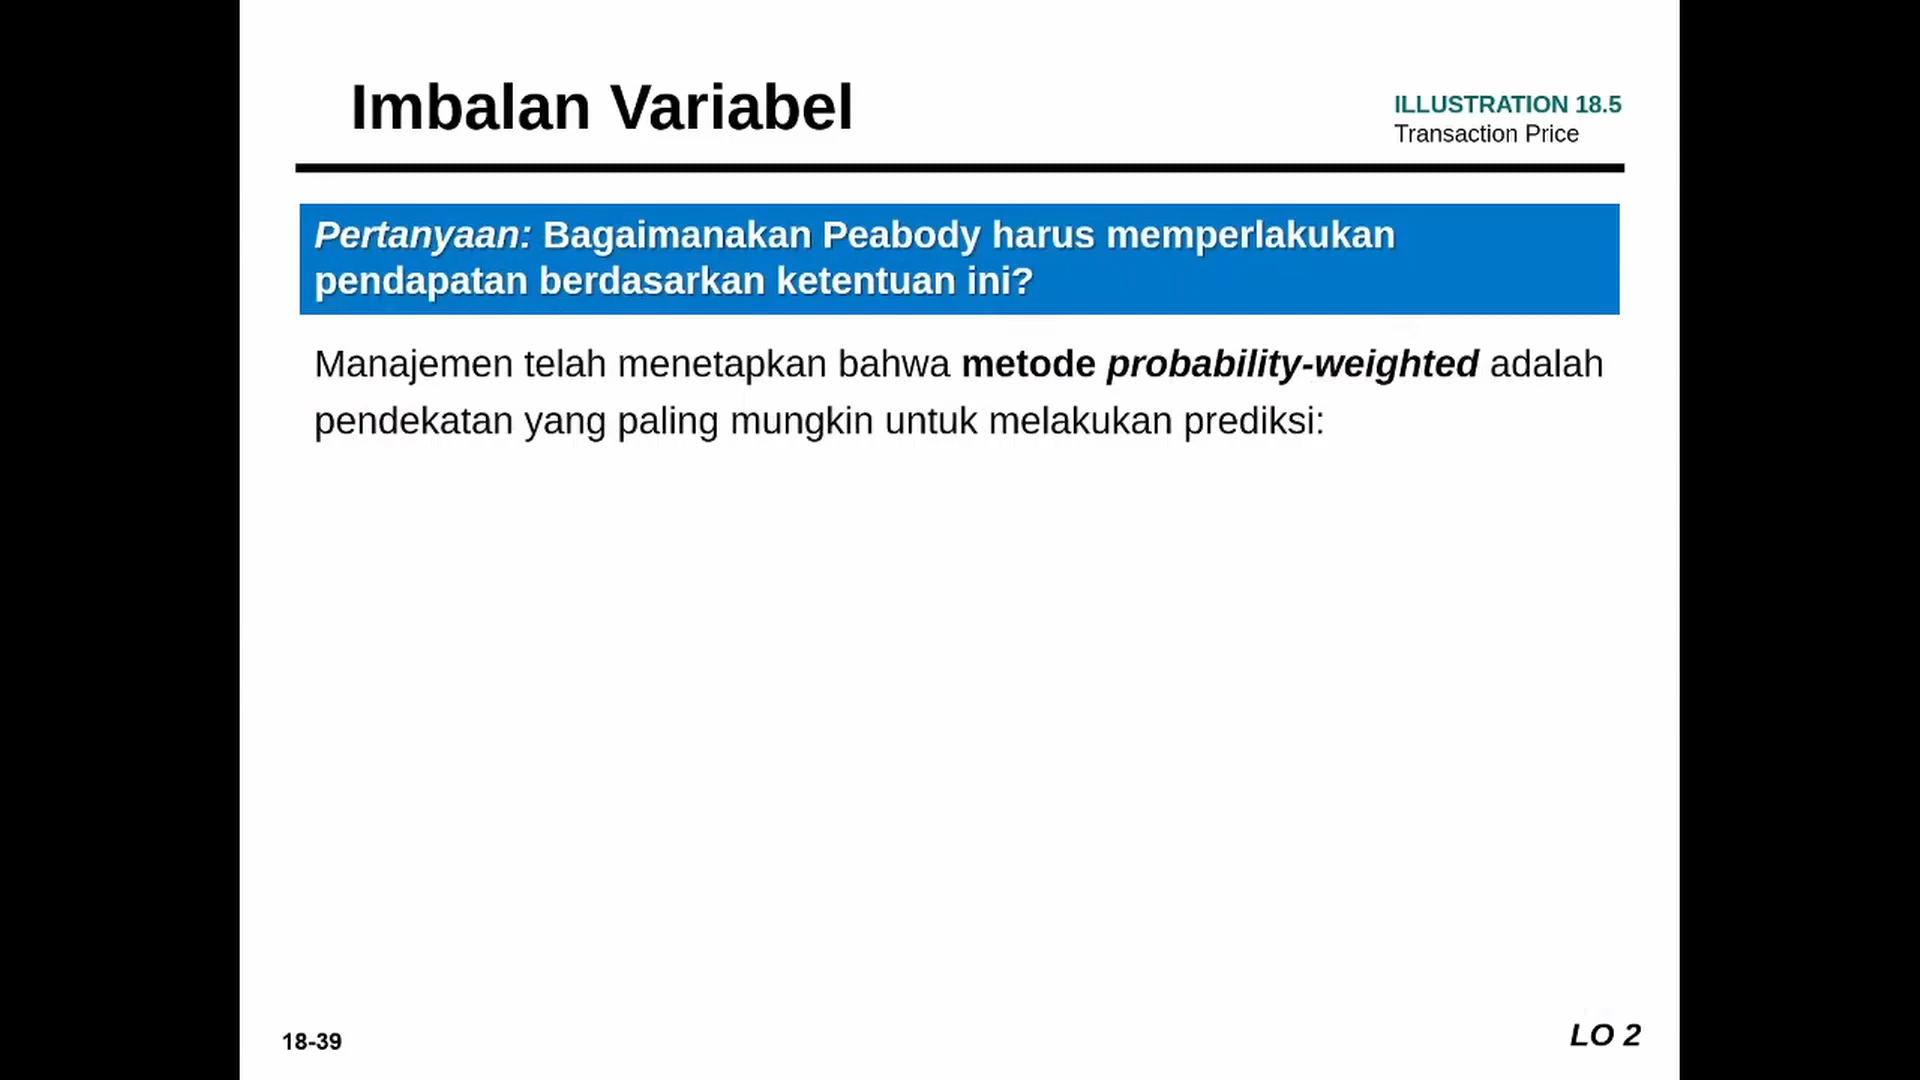 Imbalan Variabel
ILLUSTRATION 18.5
Transaction Price
Pertanyaan: Bagaimanakan Peabody harus memperlakukan
pendapatan berdasarkan ketentuan ini?
Manajemen telah menetapkan bahwa metode probability-weighted adalah
pendekatan yang paling mungkin untuk melakukan prediksi:
18-39
LO 2